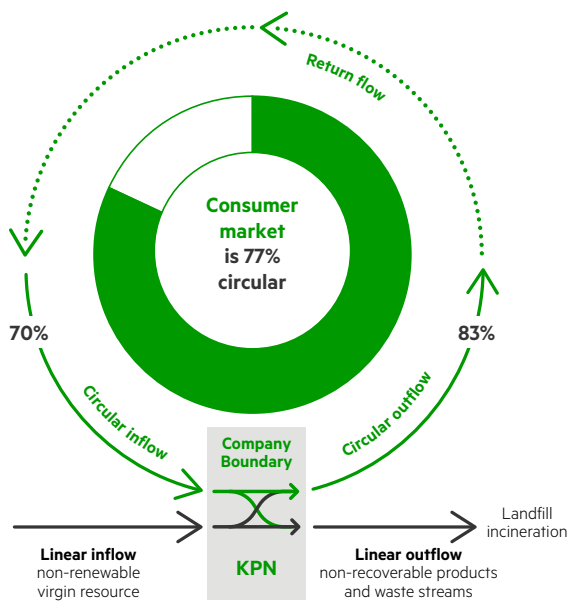 Return flow
Consumer
market
is 77%
circular
70%
83%
Circular inflow
Circular outflow
Company
Boundary
Landfill
incineration
Linear inflow
non-renewable
virgin resource
KPN
Linear outflow
non-recoverable products
and waste streams